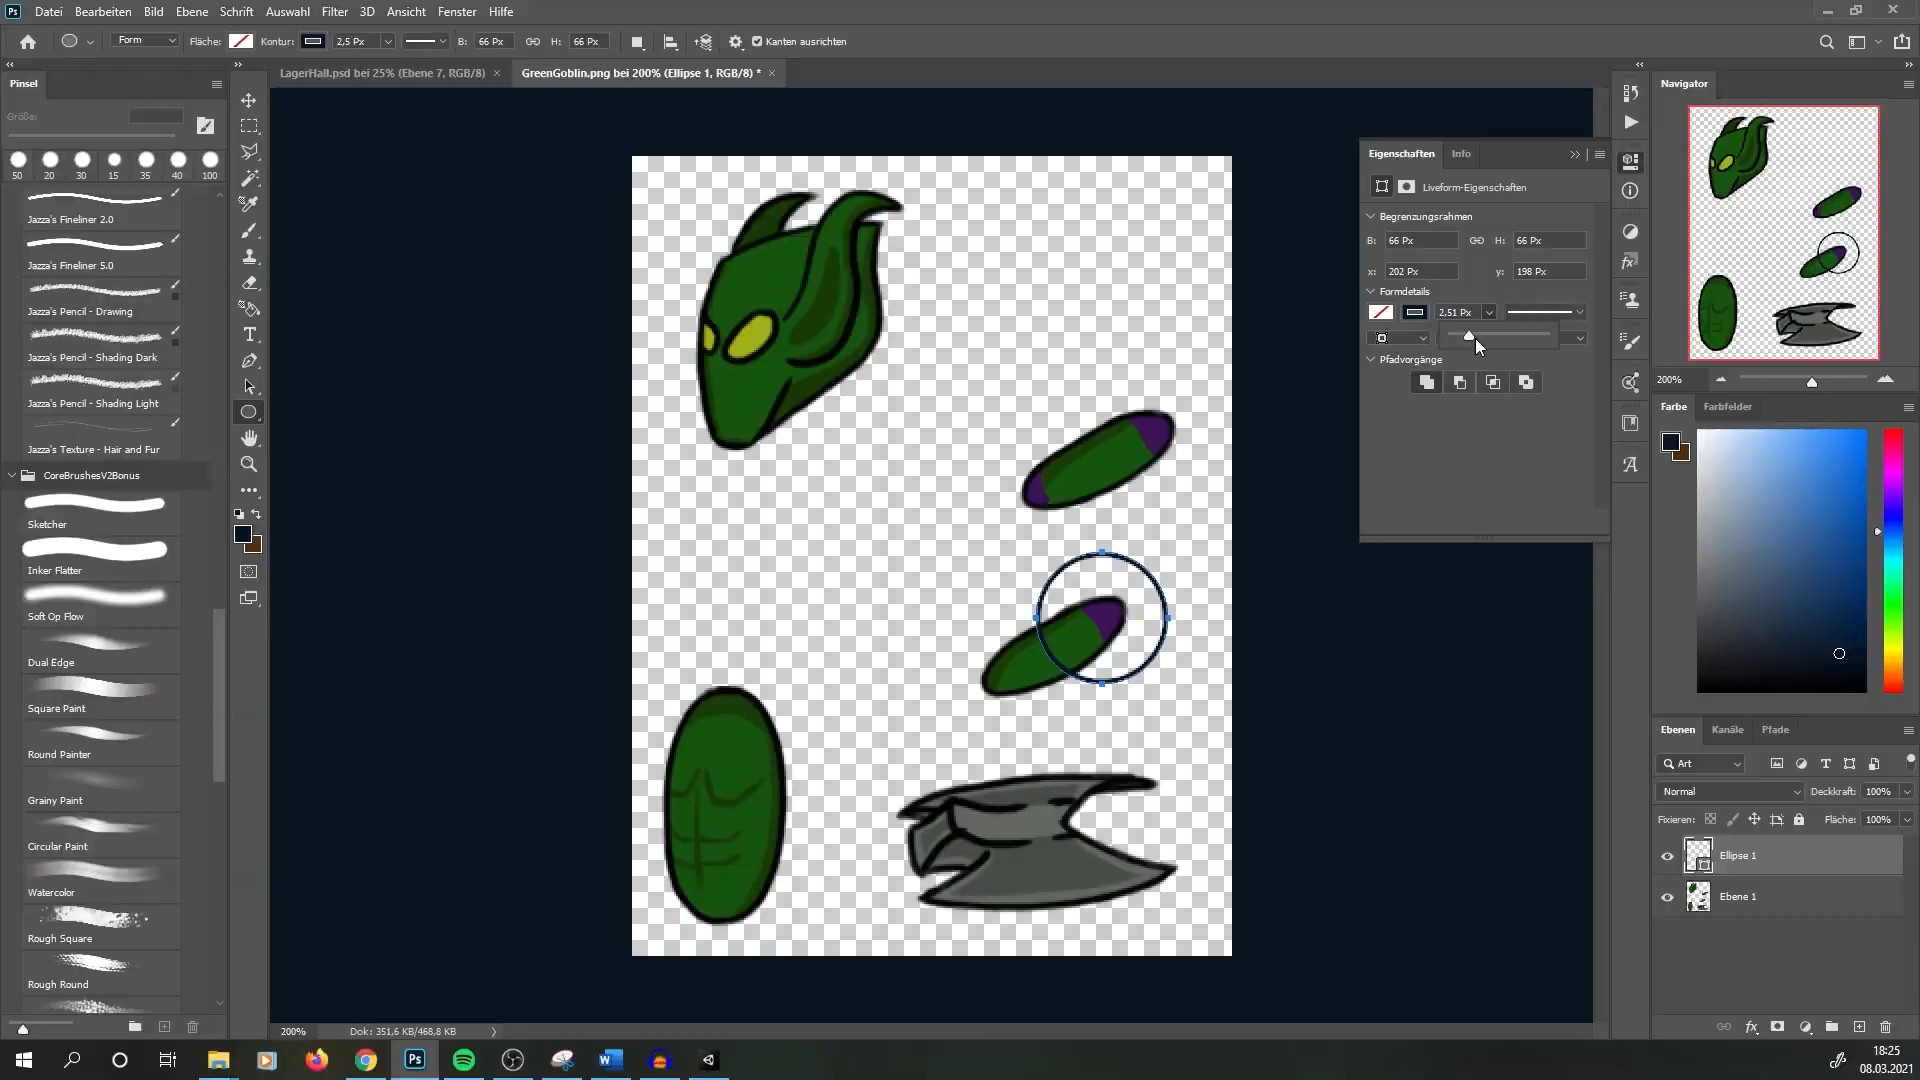 Ps Datei Bearbeiten Bild Ebene Schrift Auswahl Filter 3D Ansicht Fenster Hilfe
Form Fläche: Kontur: 2,5 Px B: 66 Px H: 66 Px Kanten ausrichten
LagerHall.psd bei 25% (Ebene 7, RGB/8) × GreenGoblin.png bei 200% (Ellipse 1, RGB/8) * ×
Pinsel
Größe:
50 20 30 15 35 40 100
Jazza's Fineliner 2.0
Jazza's Fineliner 5.0
Jazza's Pencil - Drawing
Jazza's Pencil - Shading Dark
Jazza's Pencil - Shading Light
Jazza's Texture - Hair and Fur
CoreBrushesV2Bonus
Sketcher
Inker Flatter
Soft Op Flow
Dual Edge
Square Paint
Round Painter
Grainy Paint
Circular Paint
Watercolor
Rough Square
Rough Round
Eigenschaften Info
Liveform-Eigenschaften
Begrenzungsrahmen
B: 66 Px H: 66 Px
x: 202 Px y: 198 Px
Formdetails
2,51 Px
Pfadvorgänge
Navigator
200%
Farbe Farbfelder
Ebenen Kanäle Pfade
Art
Normal Deckkraft: 100%
Fixieren: Fläche: 100%
Ellipse 1
Ebene 1
200% Dok: 351,6 KB/468,8 KB
18:25
08.03.2021